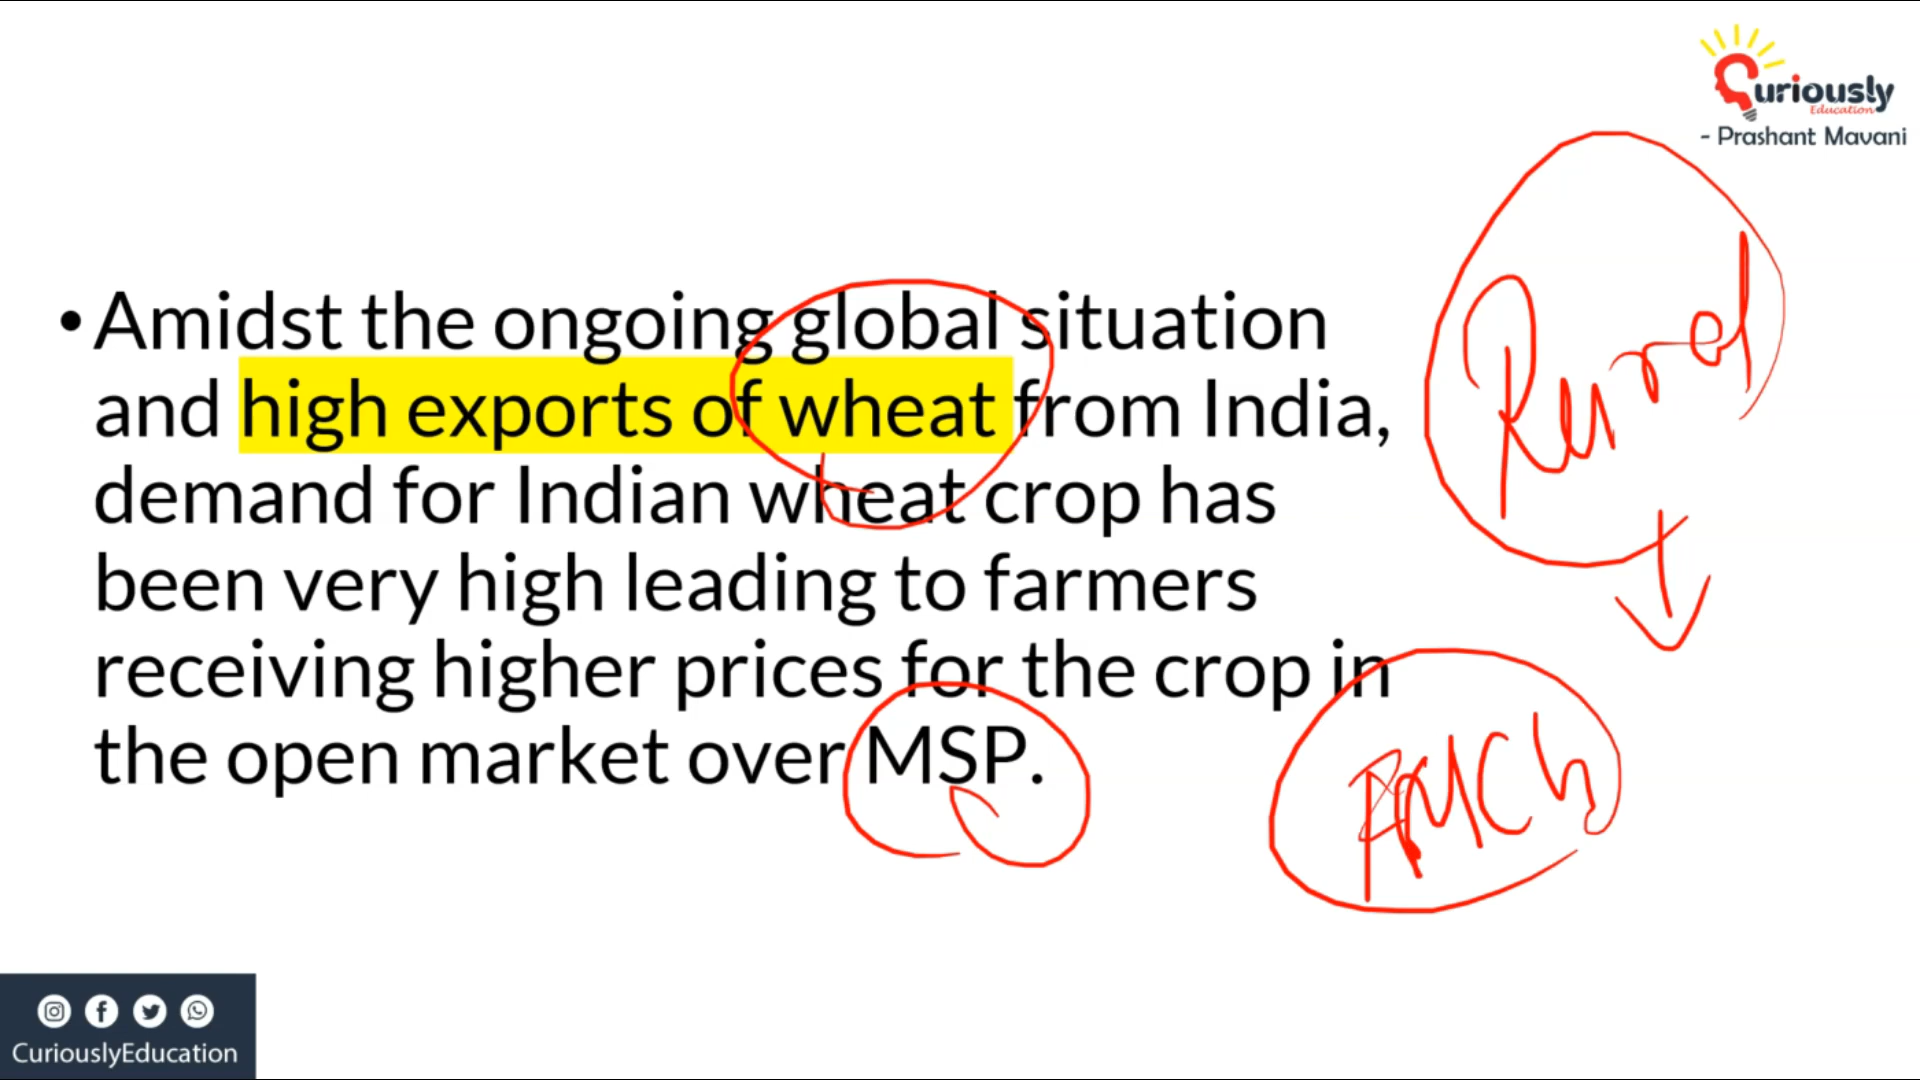 Curiously
Education
- Prashant Mavani
• Amidst the ongoing global situation
and high exports of wheat from India,
demand for Indian wheat crop has
been very high leading to farmers
receiving higher prices for the crop in
the open market over MSP.
Rural
CuriouslyEducation